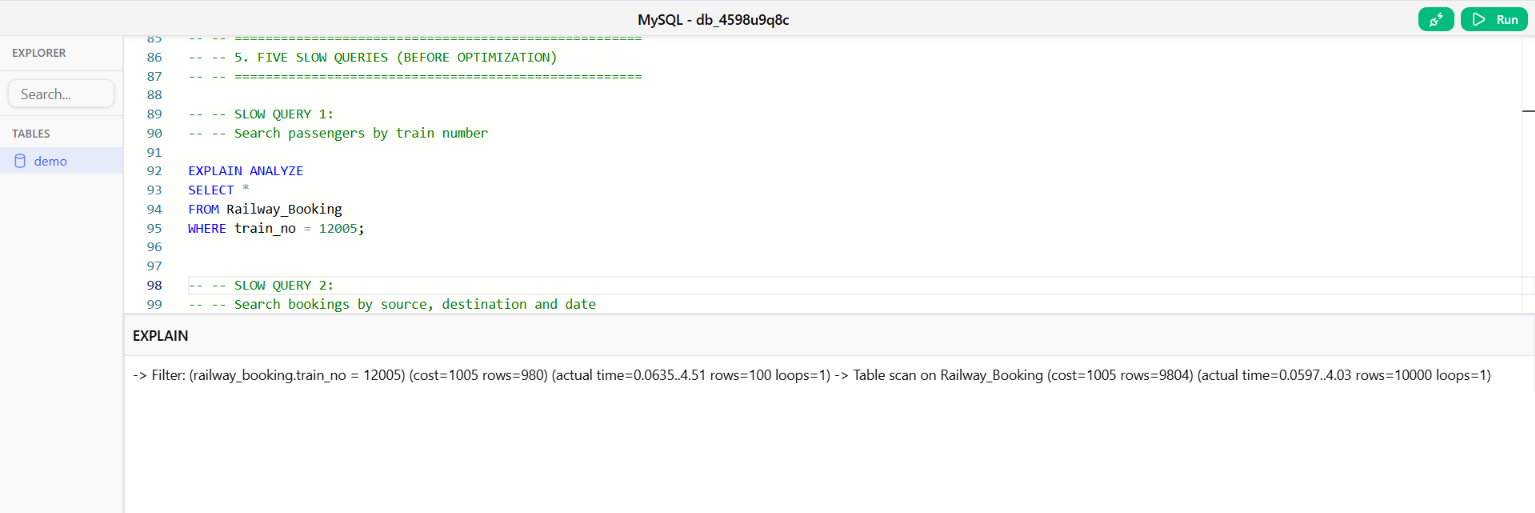 MySQL - db_4598u9q8c
Run
EXPLORER
Search...
TABLES
demo
85 -- -- =====================================================
86 -- -- 5. FIVE SLOW QUERIES (BEFORE OPTIMIZATION)
87 -- -- =====================================================
88
89 -- -- SLOW QUERY 1:
90 -- -- Search passengers by train number
91
92 EXPLAIN ANALYZE
93 SELECT *
94 FROM Railway_Booking
95 WHERE train_no = 12005;
96
97
98 -- -- SLOW QUERY 2:
99 -- -- Search bookings by source, destination and date
EXPLAIN
-> Filter: (railway_booking.train_no = 12005) (cost=1005 rows=980) (actual time=0.0635..4.51 rows=100 loops=1) -> Table scan on Railway_Booking (cost=1005 rows=9804) (actual time=0.0597..4.03 rows=10000 loops=1)